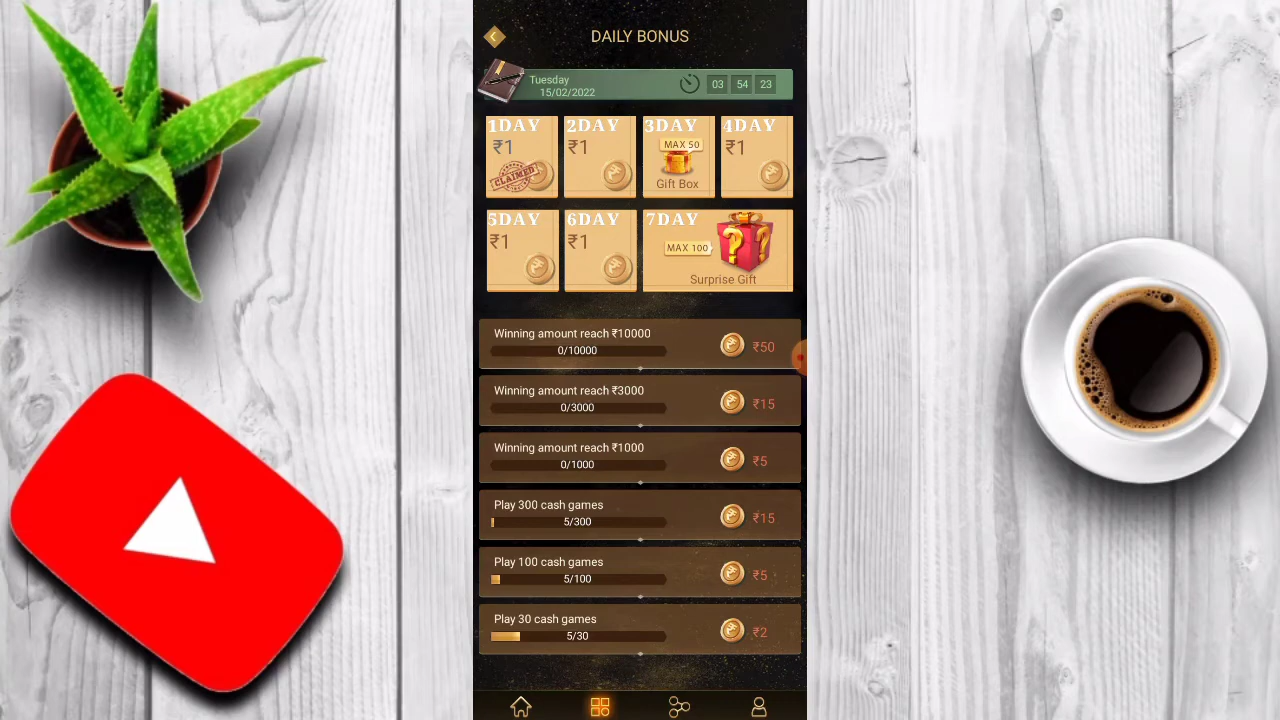 DAILY BONUS
Tuesday
15/02/2022
03 54 23
1DAY 2DAY 3DAY 4DAY
₹1 ₹1 MAX 50 ₹1
CLAIMED
Gift Box
5DAY 6DAY 7DAY
₹1 ₹1 MAX 100
Surprise Gift
Winning amount reach ₹10000
0/10000 ₹50
Winning amount reach ₹3000
0/3000 ₹15
Winning amount reach ₹1000
0/1000 ₹5
Play 300 cash games
5/300 ₹15
Play 100 cash games
5/100 ₹5
Play 30 cash games
5/30 ₹2